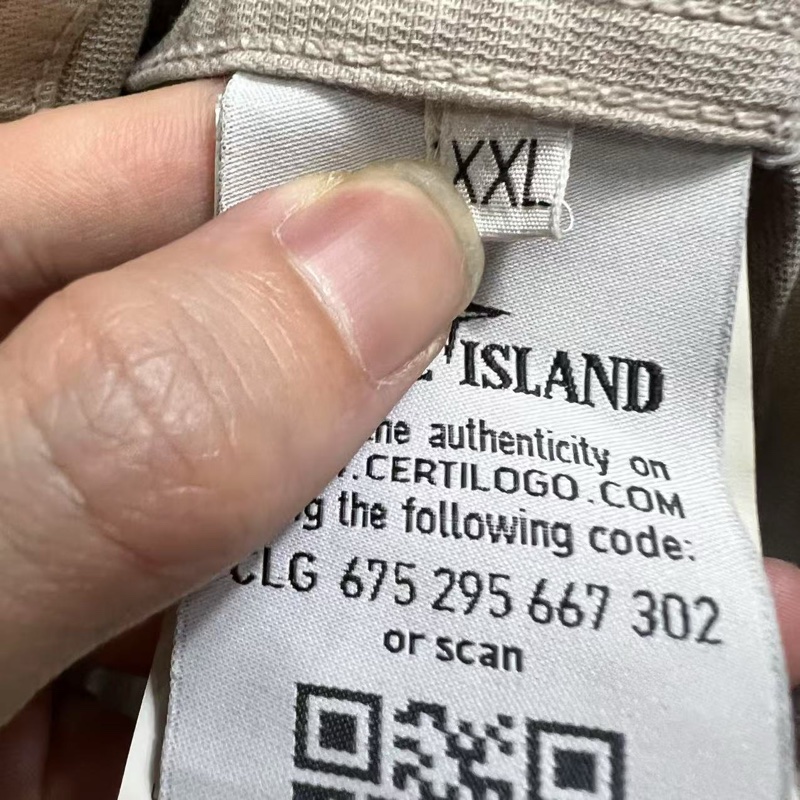 XXL
ISLAND
authenticity on
.CERTILOGO.COM
the following code:
CLG 675 295 667 302
or scan